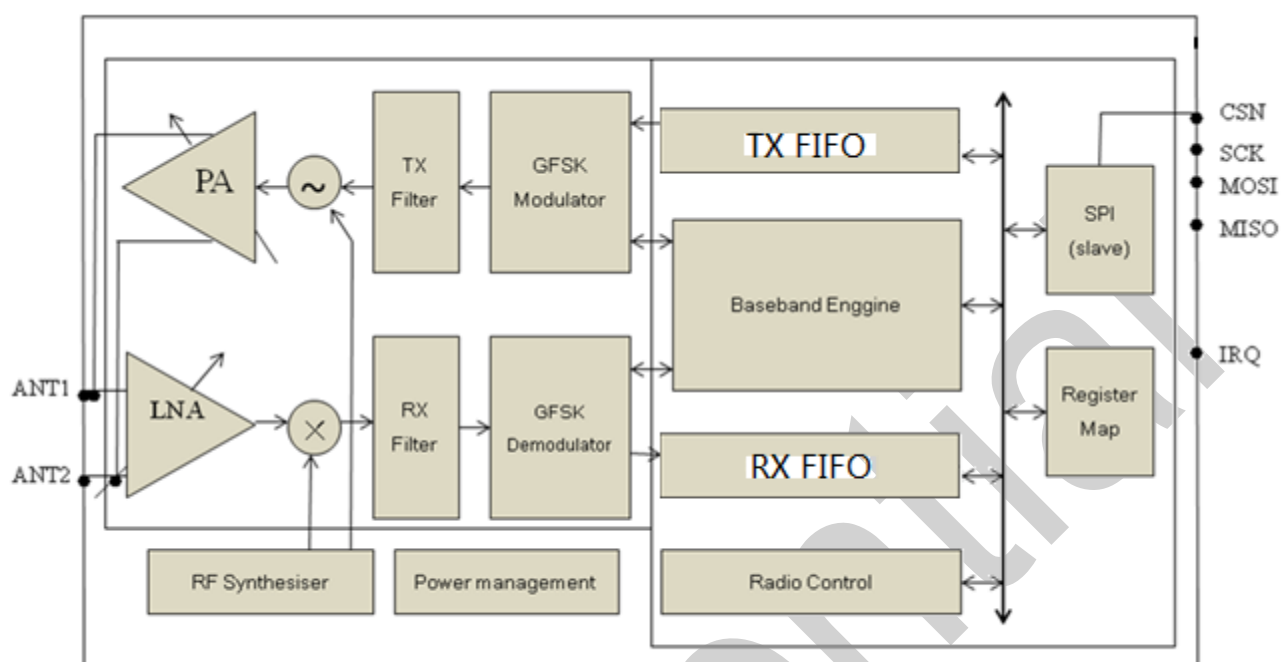 CSN
TX FIFO
SCK
TX
Filter
GFSK
Modulator
PA
~
MOSI
SPI
(slave)
MISO
Baseband Enggine
IRQ
ANT1
LNA
×
RX
Filter
GFSK
Demodulator
Register
Map
RX FIFO
ANT2
RF Synthesiser
Power management
Radio Control
ential